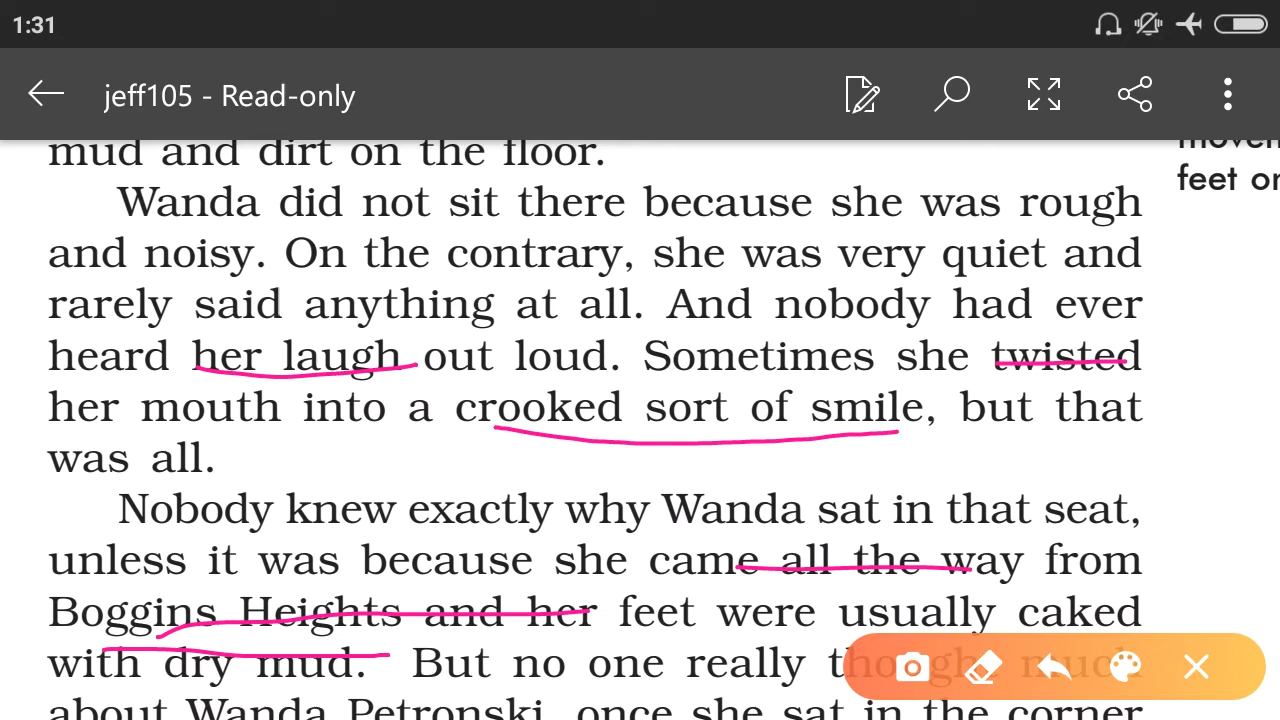 1:31
jeff105 - Read-only
mud and dirt on the floor.
feet or
Wanda did not sit there because she was rough
and noisy. On the contrary, she was very quiet and
rarely said anything at all. And nobody had ever
heard her laugh out loud. Sometimes she twisted
her mouth into a crooked sort of smile, but that
was all.
Nobody knew exactly why Wanda sat in that seat,
unless it was because she came all the way from
Boggins Heights and her feet were usually caked
with dry mud. But no one really thought much
about Wanda Petronski, once she sat in the corner